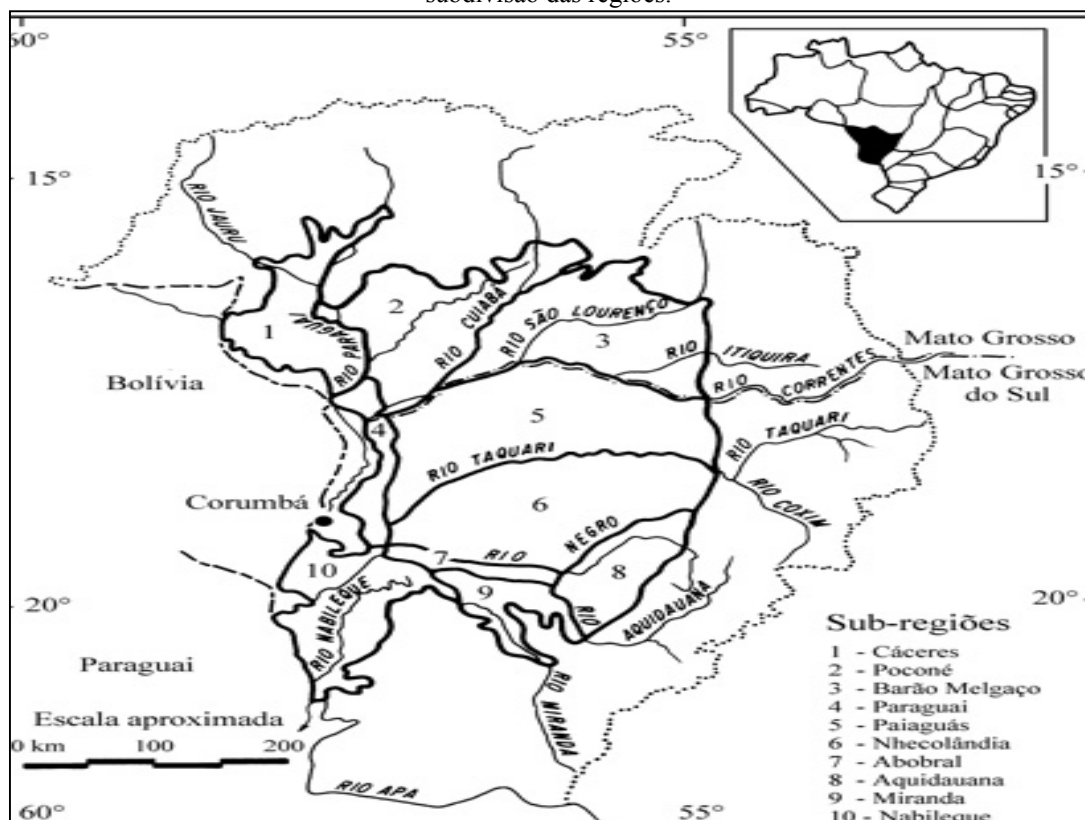 subdivisão das regiões.
60°
55°
15°
15°
RIO JAURU
RIO PARAGUAI
RIO CUIABÁ
RIO SÃO LOURENÇO
RIO ITIQUIRA
RIO CORRENTES
Mato Grosso
Mato Grosso
do Sul
Bolívia
1
2
3
4
5
RIO TAQUARI
RIO TAQUARI
RIO COXIM
Corumbá
6
RIO NEGRO
7
8
9
10
RIO NABILEQUE
RIO AQUIDAUANA
20°
20°
Paraguai
RIO MIRANDA
Escala aproximada
0 km 100 200
RIO APA
60°
55°
Sub-regiões
1 - Cáceres
2 - Poconé
3 - Barão Melgaço
4 - Paraguai
5 - Paiaguás
6 - Nhecolândia
7 - Abobral
8 - Aquidauana
9 - Miranda
10 - Nabileque